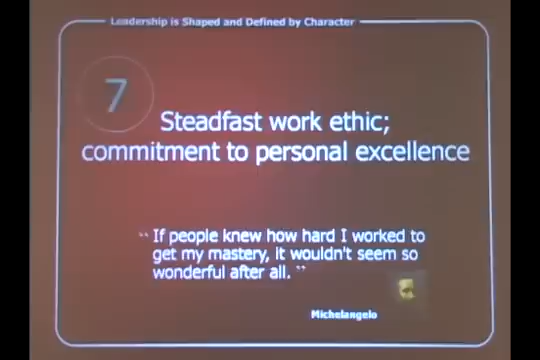 Leadership is Shaped and Defined by Character
7
Steadfast work ethic;
commitment to personal excellence
“ If people knew how hard I worked to
get my mastery, it wouldn't seem so
wonderful after all. ”
Michelangelo